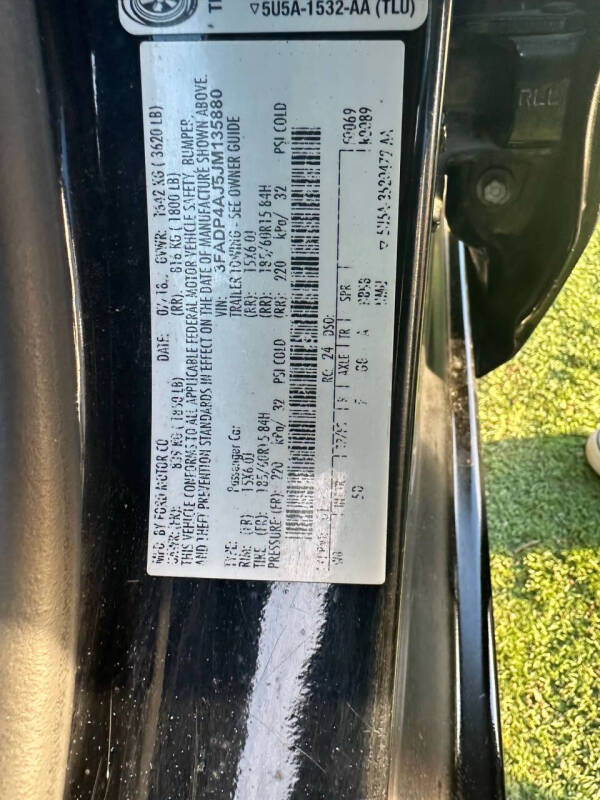 5U5A-1532-AA (TLU)
MFD. BY FORD MOTOR CO. DATE: 07/18 GVWR: 1642 KG ( 3620 LB)
839 KG (1850 LB) (RR) 816 KG ( 1800 LB)
THIS VEHICLE CONFORMS TO ALL APPLICABLE FEDERAL MOTOR VEHICLE SAFETY, BUMPER,
AND THEFT PREVENTION STANDARDS IN EFFECT ON THE DATE OF MANUFACTURE SHOWN ABOVE.
VIN: 3FADP4AJ5JM135880
TYPE: Passenger Car TRAILER TOWING - SEE OWNER GUIDE
RIM: (FR) 15X6.0J (RR): 15X6.0J
TIRE (FR): 185/60R15 84H (RR): 185/60R15 84H
PRESSURE: (FR) 220 kPa/ 32 PSI COLD (RR): 220 kPa/ 32 PSI COLD
RC: 24 DSO:
AXLE TR SPR
5U5A-3520472-AA
RLL